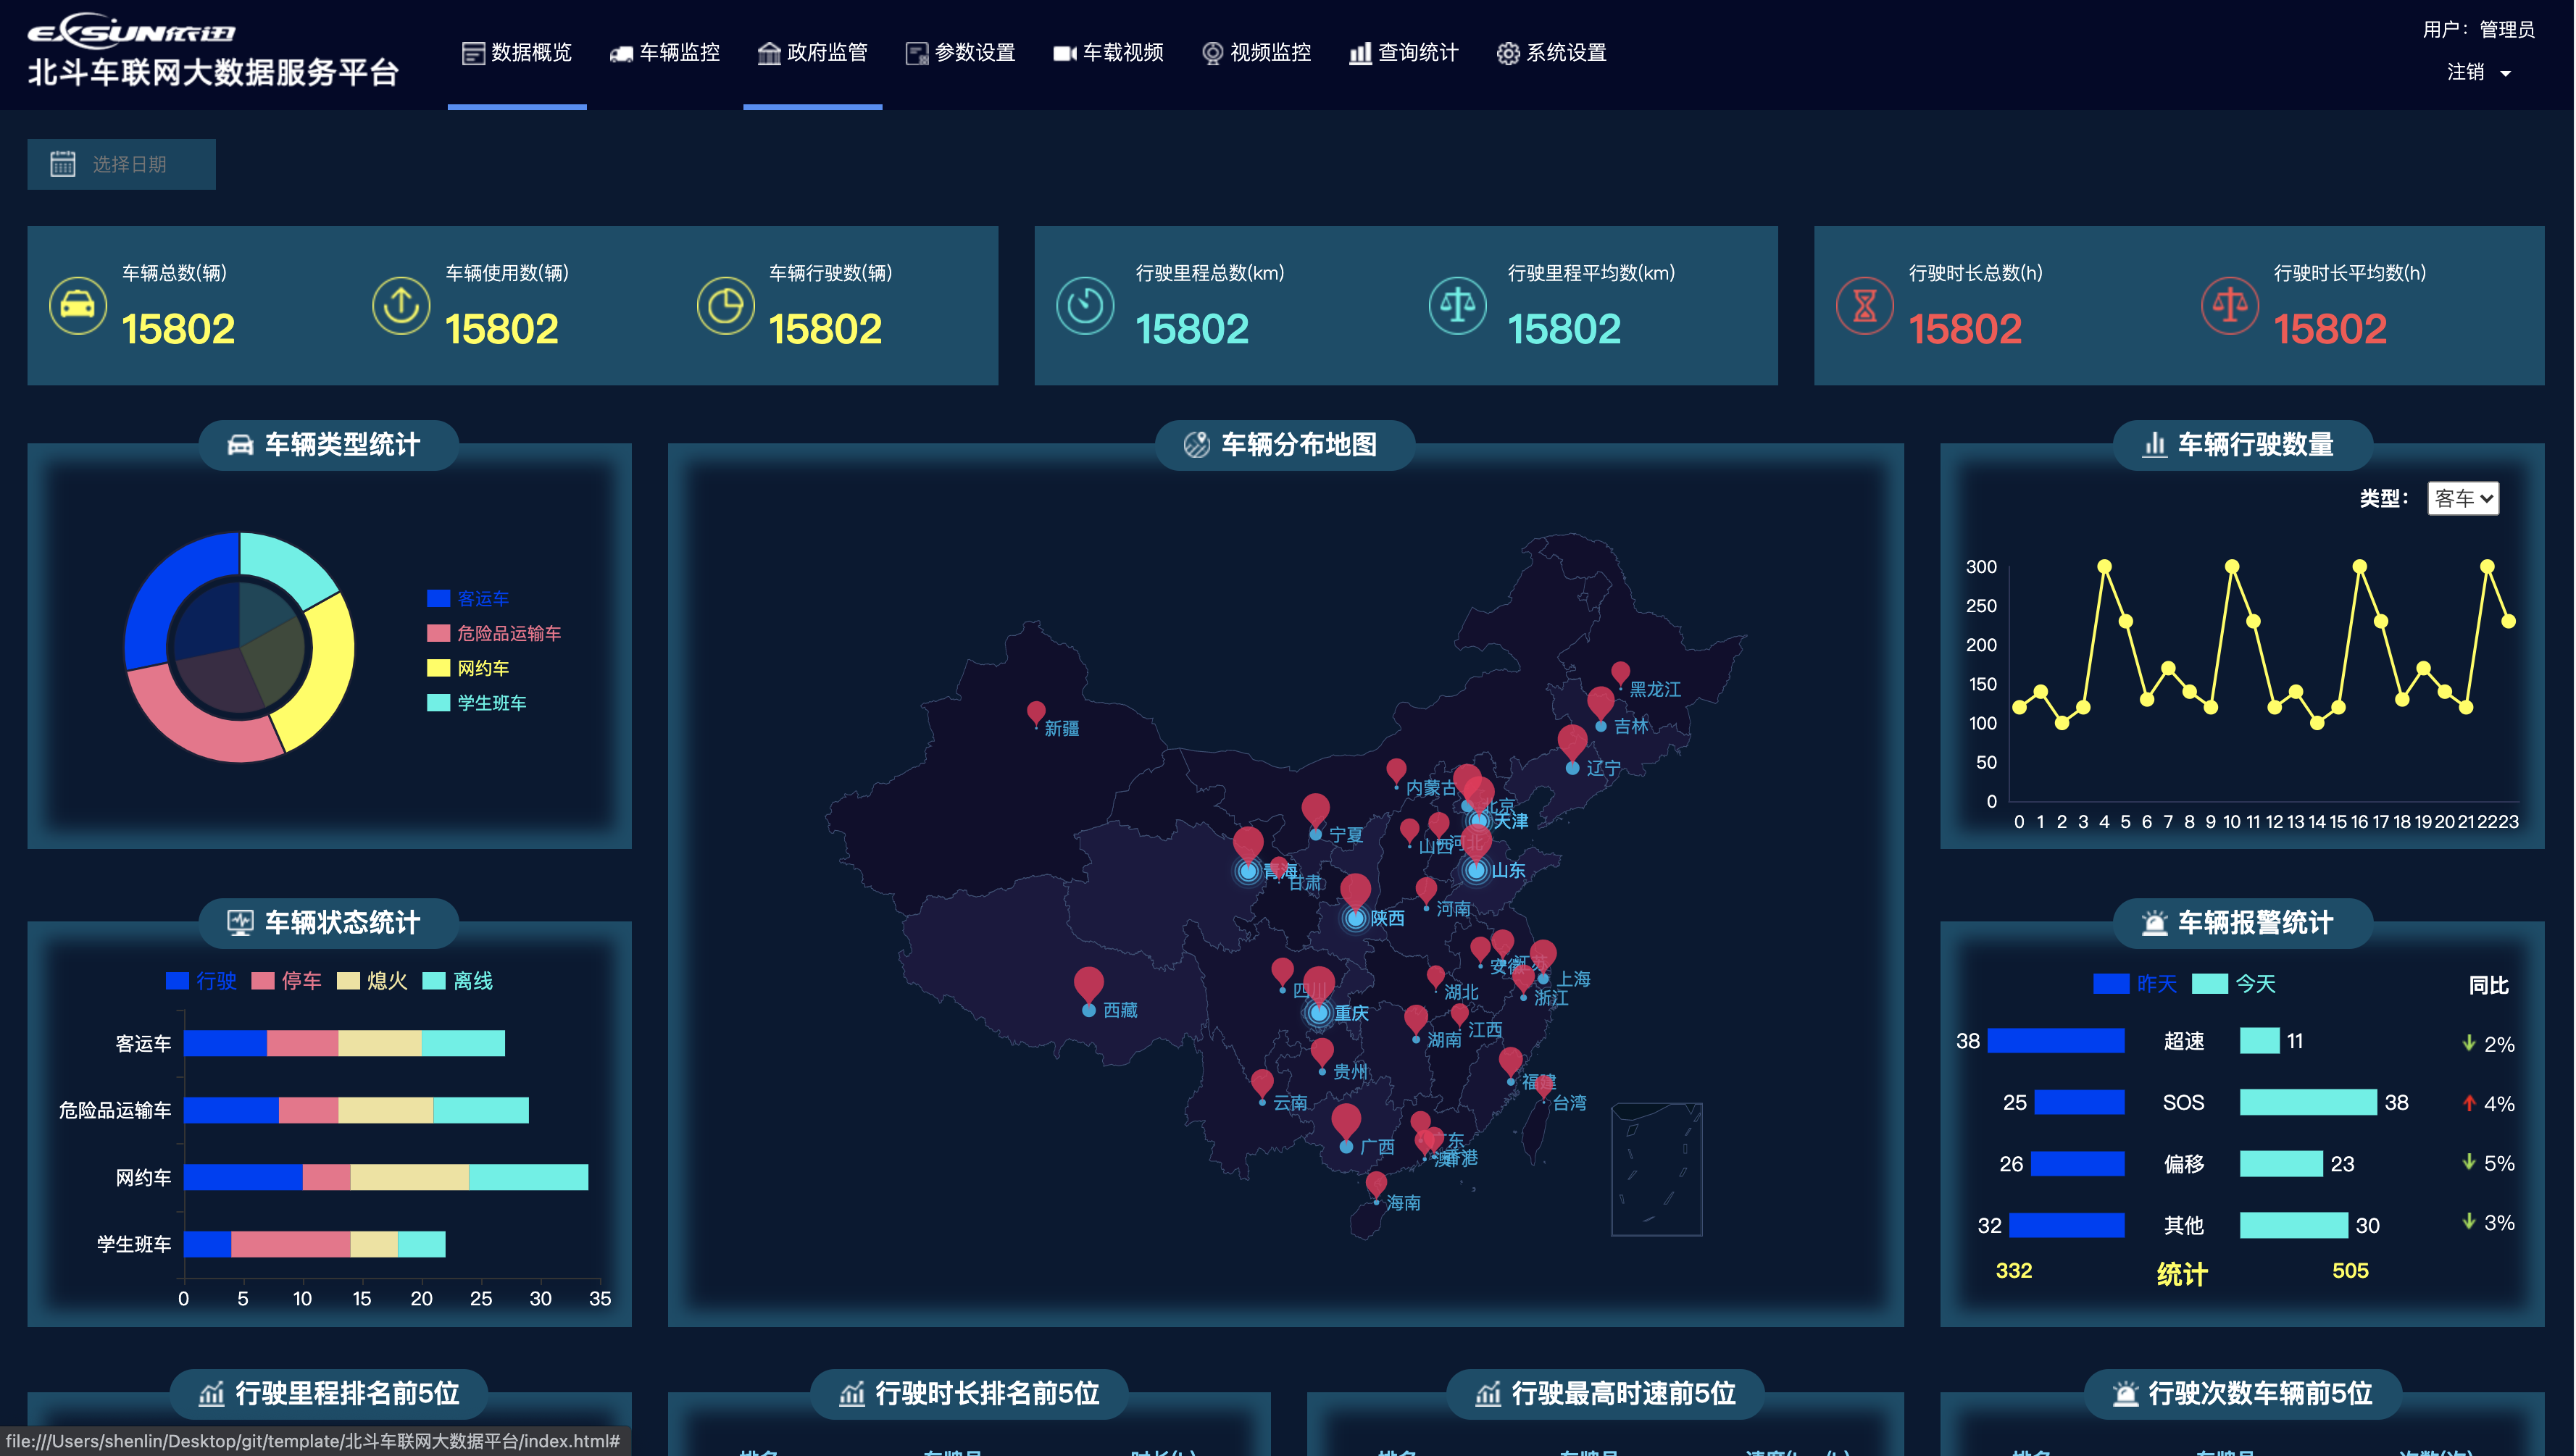 EXSUN依迅
北斗车联网大数据服务平台
数据概览 车辆监控 政府监管 参数设置 车载视频 视频监控 查询统计 系统设置
用户：管理员
注销
选择日期
车辆总数(辆) 车辆使用数(辆) 车辆行驶数(辆) 行驶里程总数(km) 行驶里程平均数(km) 行驶时长总数(h) 行驶时长平均数(h)
15802 15802 15802 15802 15802 15802 15802
车辆类型统计
客运车
危险品运输车
网约车
学生班车
车辆状态统计
行驶 停车 熄火 离线
客运车
危险品运输车
网约车
学生班车
0 5 10 15 20 25 30 35
车辆分布地图
黑龙江
吉林
新疆
辽宁
内蒙古
北京
天津
宁夏
山西
河北
青海
山东
甘肃
河南
陕西
安徽
江苏
上海
四川
湖北
浙江
西藏
重庆
江西
湖南
贵州
福建
云南
台湾
广东
广西
香港
澳门
海南
车辆行驶数量
类型： 客车
300
250
200
150
100
50
0
0 1 2 3 4 5 6 7 8 9 10 11 12 13 14 15 16 17 18 19 20 21 22 23
车辆报警统计
昨天 今天 同比
38 超速 11 2%
25 SOS 38 4%
26 偏移 23 5%
32 其他 30 3%
332 统计 505
行驶里程排名前5位 行驶时长排名前5位 行驶最高时速前5位 行驶次数车辆前5位
file:///Users/shenlin/Desktop/git/template/北斗车联网大数据平台/index.html#